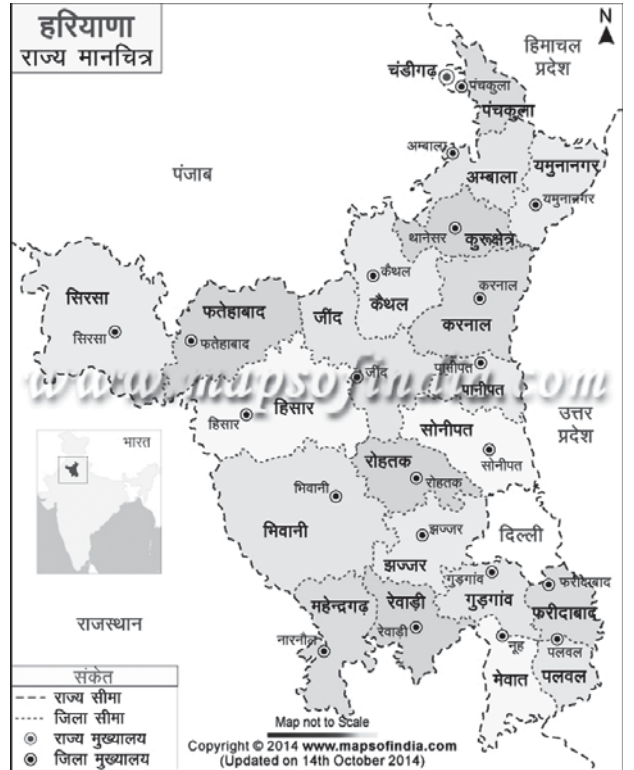 हरियाणा
राज्य मानचित्र
N
हिमाचल
प्रदेश
चंडीगढ़
पंचकुला
पंचकुला
अम्बाला
अम्बाला
यमुनानगर
यमुनानगर
पंजाब
थानेसर
कुरूक्षेत्र
कैथल
कैथल
करनाल
करनाल
सिरसा
सिरसा
फतेहाबाद
फतेहाबाद
जींद
जींद
www.mapsofindia.com
पानीपत
पानीपत
हिसार
हिसार
उत्तर
प्रदेश
सोनीपत
सोनीपत
भारत
रोहतक
रोहतक
भिवानी
भिवानी
झज्जर
झज्जर
दिल्ली
गुड़गांव
गुड़गांव
फरीदाबाद
फरीदाबाद
महेन्द्रगढ़
रेवाड़ी
रेवाड़ी
राजस्थान
नारनौल
नूह
पलवल
मेवात
पलवल
संकेत
राज्य सीमा
जिला सीमा
राज्य मुख्यालय
जिला मुख्यालय
Map not to Scale
Copyright © 2014 www.mapsofindia.com
(Updated on 14th October 2014)